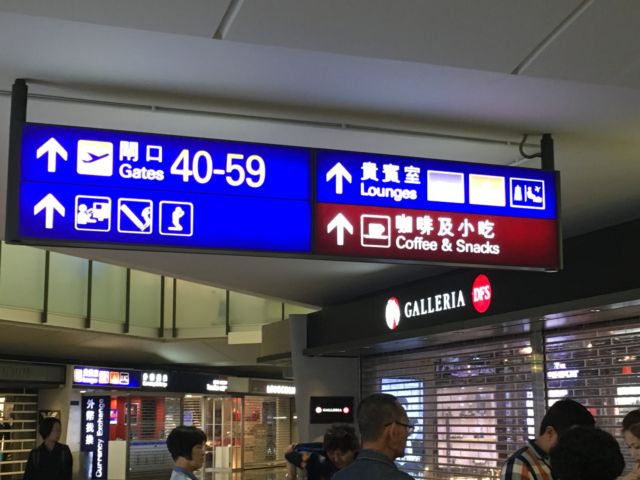 閘口
Gates
40-59
貴賓室
Lounges
咖啡及小吃
Coffee & Snacks
GALLERIA DFS
外幣找換
Currency Exchange